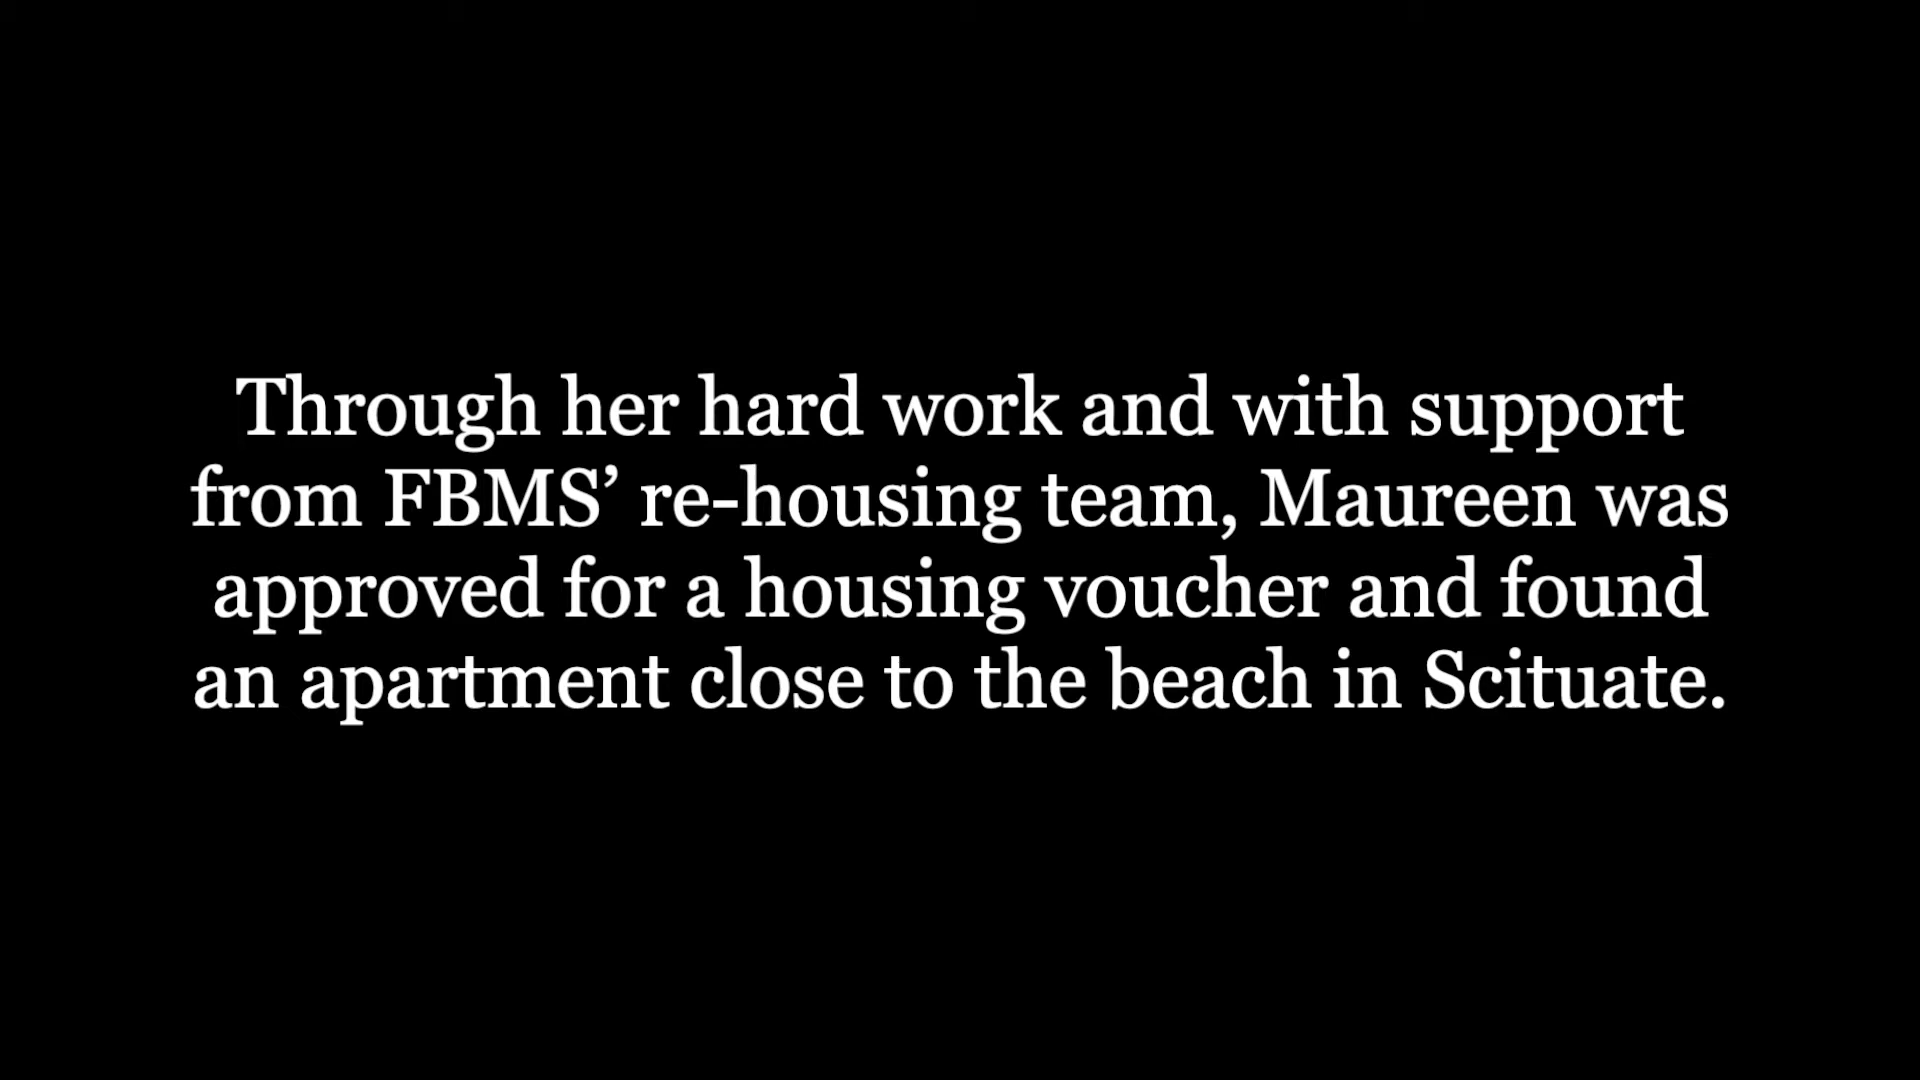 Through her hard work and with support
from FBMS’ re-housing team, Maureen was
approved for a housing voucher and found
an apartment close to the beach in Scituate.